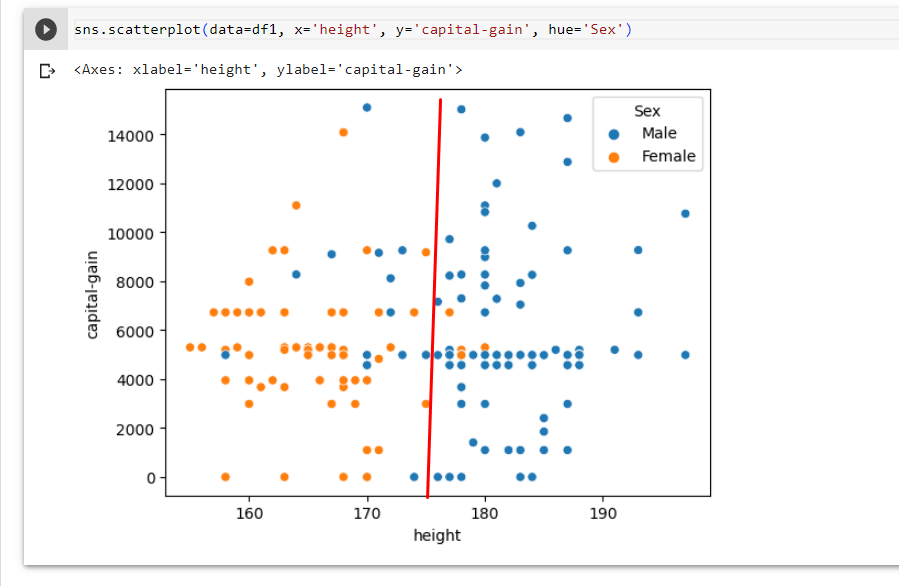 sns.scatterplot(data=df1, x='height', y='capital-gain', hue='Sex')
<Axes: xlabel='height', ylabel='capital-gain'>
Sex
Male
Female
14000
12000
10000
8000
6000
4000
2000
0
capital-gain
160 170 180 190
height